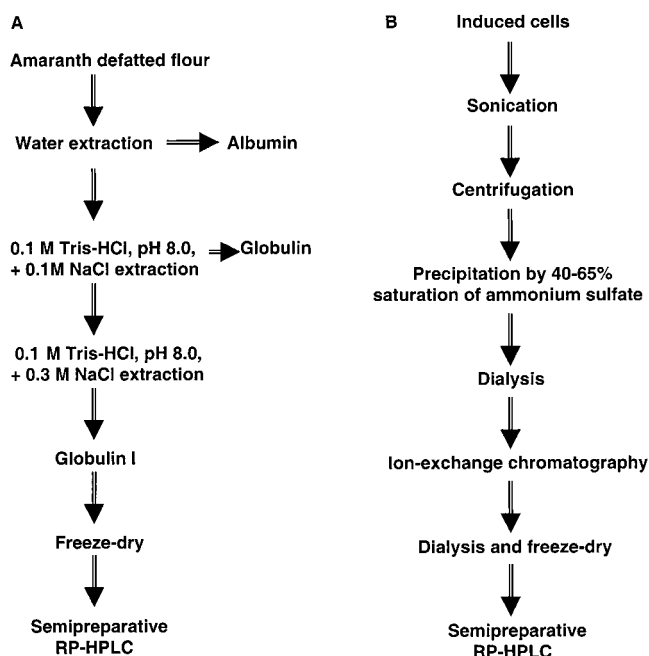 A
Amaranth defatted flour
Water extraction
Albumin
0.1 M Tris-HCl, pH 8.0,
+ 0.1M NaCl extraction
Globulin
0.1 M Tris-HCl, pH 8.0,
+ 0.3 M NaCl extraction
Globulin I
Freeze-dry
Semipreparative
RP-HPLC
B
Induced cells
Sonication
Centrifugation
Precipitation by 40-65%
saturation of ammonium sulfate
Dialysis
Ion-exchange chromatography
Dialysis and freeze-dry
Semipreparative
RP-HPLC